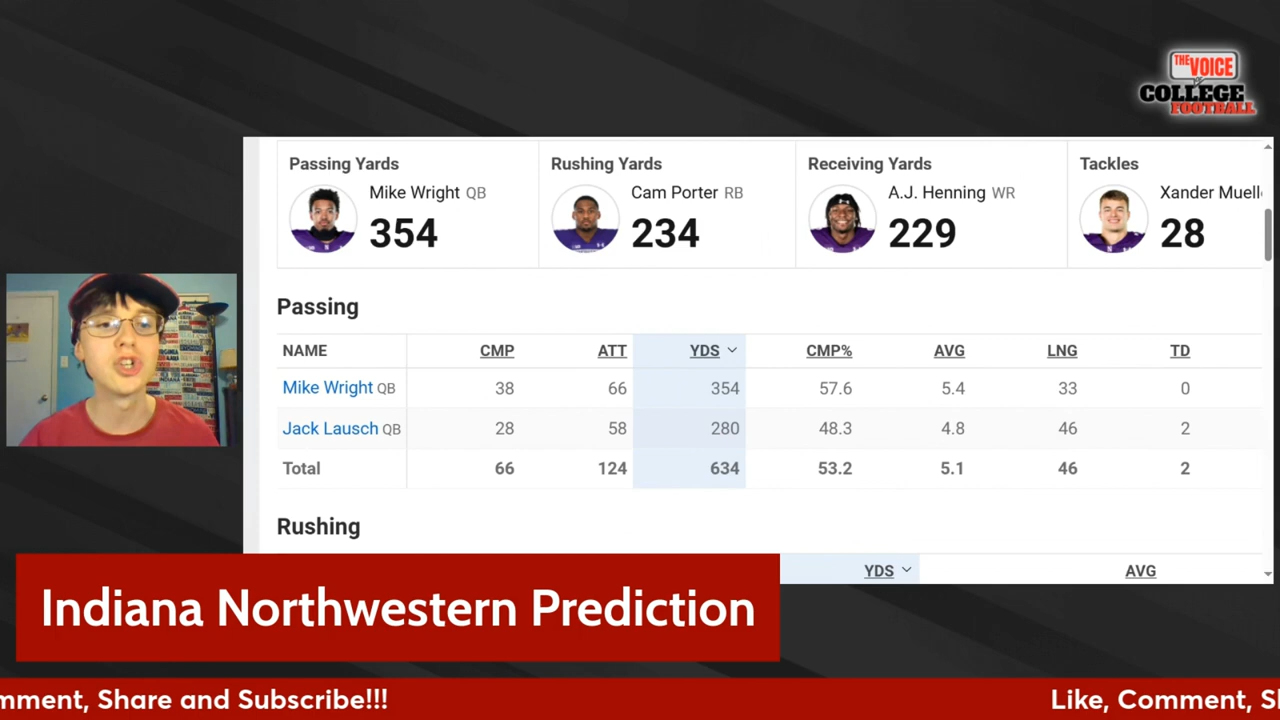 THE VOICE
OF
COLLEGE
FOOTBALL
Passing Yards
Mike Wright QB
354
Rushing Yards
Cam Porter RB
234
Receiving Yards
A.J. Henning WR
229
Tackles
Xander Muell
28
Passing
NAME CMP ATT YDS CMP% AVG LNG TD
Mike Wright QB 38 66 354 57.6 5.4 33 0
Jack Lausch QB 28 58 280 48.3 4.8 46 2
Total 66 124 634 53.2 5.1 46 2
Rushing
YDS AVG
Indiana Northwestern Prediction
mment, Share and Subscribe!!! Like, Comment, S